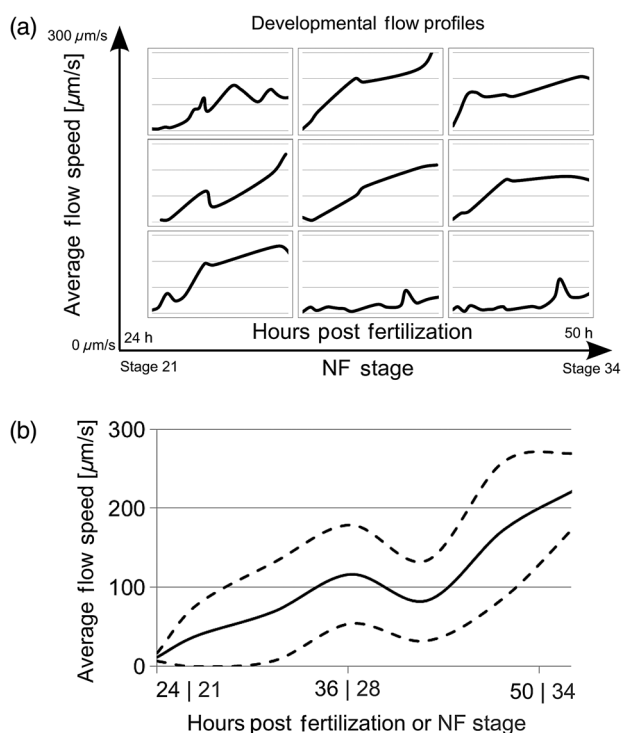 (a)
Developmental flow profiles
300 µm/s
Average flow speed [µm/s]
24 h
Hours post fertilization
50 h
0 µm/s
Stage 21
NF stage
Stage 34
(b)
Average flow speed [µm/s]
300
200
100
0
24 | 21
36 | 28
50 | 34
Hours post fertilization or NF stage